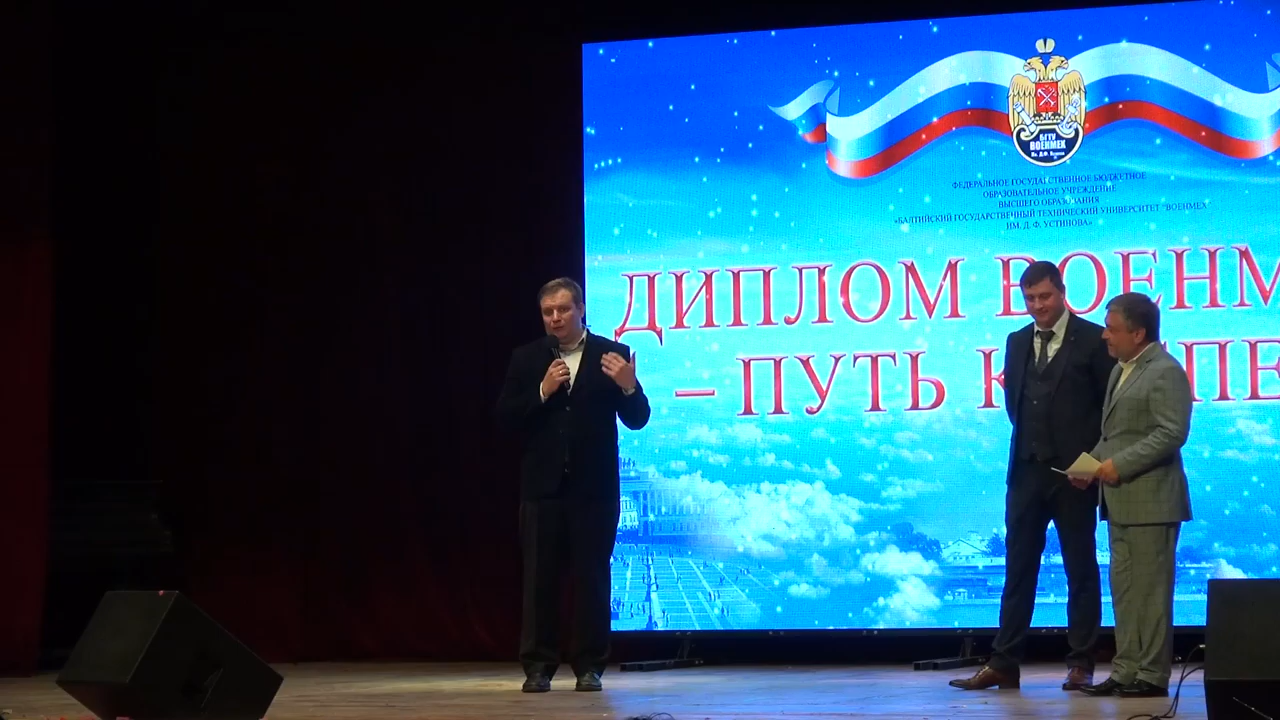 БГТУ
ВОЕНМЕХ
ФЕДЕРАЛЬНОЕ ГОСУДАРСТВЕННОЕ БЮДЖЕТНОЕ
ОБРАЗОВАТЕЛЬНОЕ УЧРЕЖДЕНИЕ
ВЫСШЕГО ОБРАЗОВАНИЯ
«БАЛТИЙСКИЙ ГОСУДАРСТВЕННЫЙ ТЕХНИЧЕСКИЙ УНИВЕРСИТЕТ "ВОЕНМЕХ"
ИМ. Д. Ф. УСТИНОВА»
ДИПЛОМ ВОЕНМ
– ПУТЬ К